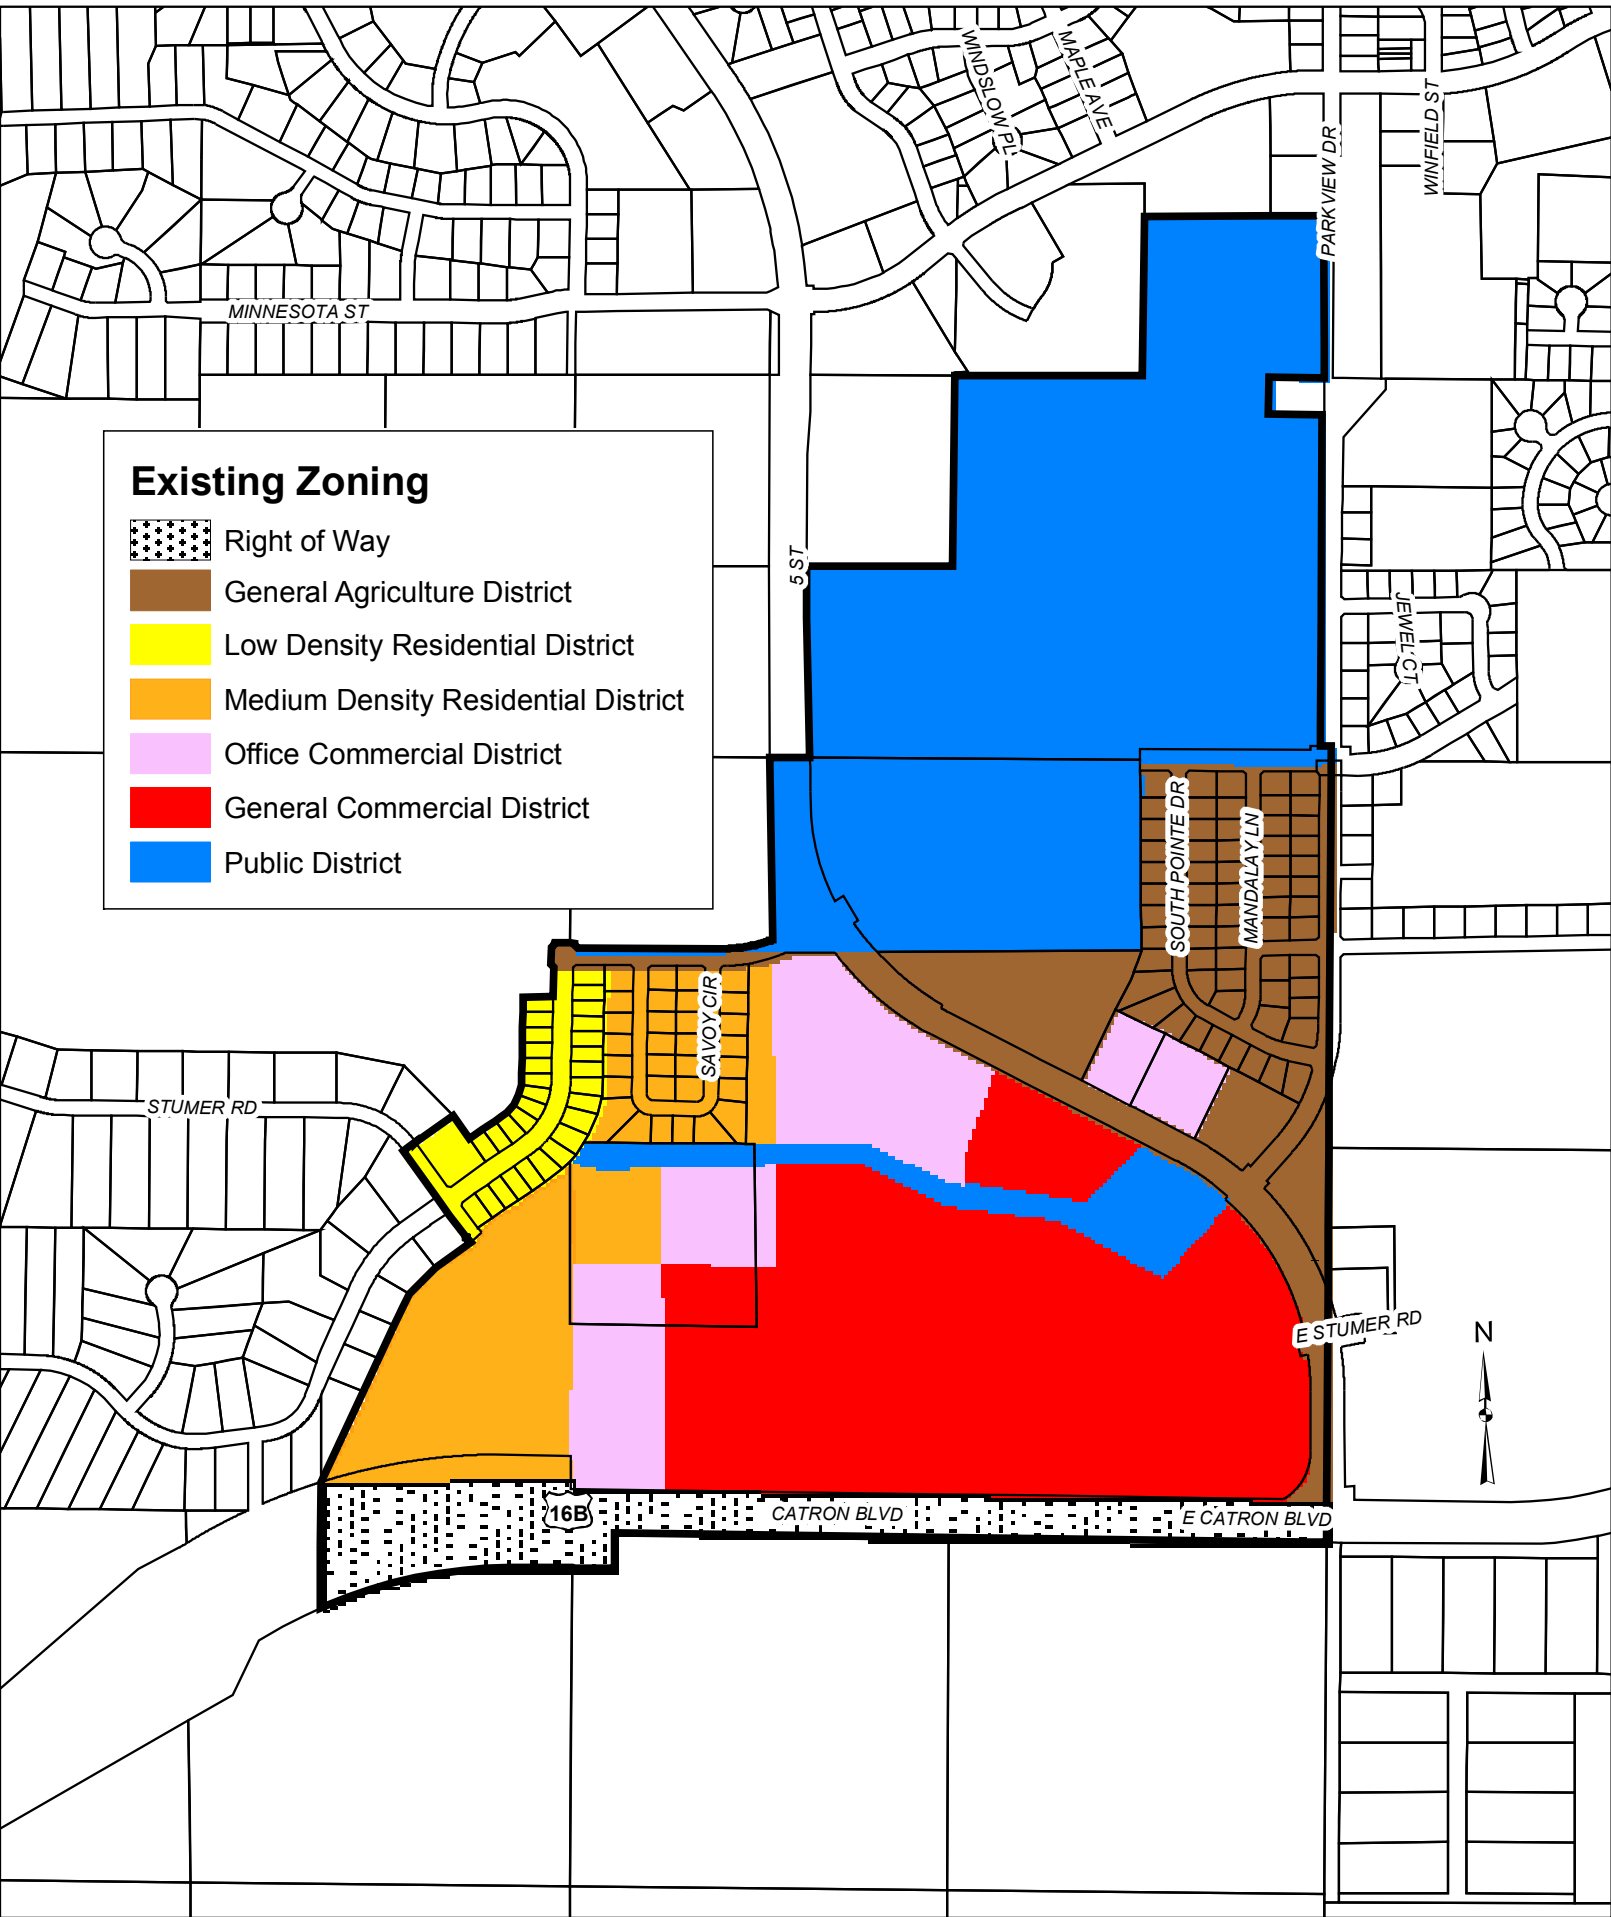 WINDSLOW PL
MAPLE AVE
PARKVIEW DR
WINFIELD ST
MINNESOTA ST
Existing Zoning
Right of Way
General Agriculture District
Low Density Residential District
Medium Density Residential District
Office Commercial District
General Commercial District
Public District
5 ST
JEWEL CT
SOUTH POINTE DR
MANDALAY LN
SAVOY CIR
STUMER RD
E STUMER RD
N
16B
CATRON BLVD
E CATRON BLVD